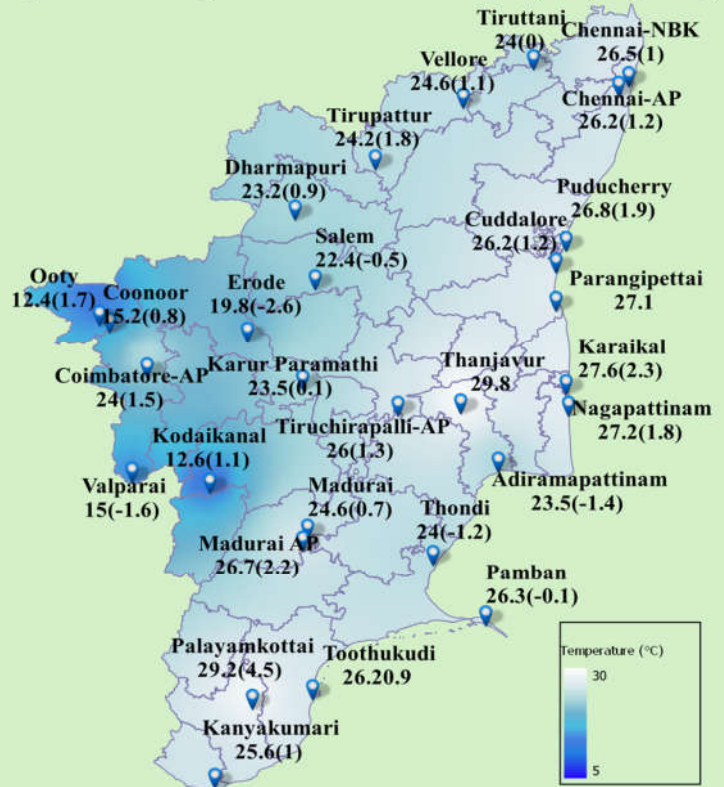 Tiruttani
24(0)
Chennai-NBK
26.5(1)
Vellore
24.6(1.1)
Chennai-AP
26.2(1.2)
Tirupattur
24.2(1.8)
Dharmapuri
23.2(0.9)
Puducherry
26.8(1.9)
Cuddalore
26.2(1.2)
Salem
22.4(-0.5)
Ooty
12.4(1.7)
Coonoor
15.2(0.8)
Erode
19.8(-2.6)
Parangipettai
27.1
Karaikal
27.6(2.3)
Coimbatore-AP
24(1.5)
Karur Paramathi
23.5(0.1)
Thanjavur
29.8
Nagapattinam
27.2(1.8)
Tiruchirapalli-AP
26(1.3)
Kodaikanal
12.6(1.1)
Valparai
15(-1.6)
Adiramapattinam
23.5(-1.4)
Madurai
24.6(0.7)
Thondi
24(-1.2)
Madurai AP
26.7(2.2)
Pamban
26.3(-0.1)
Palayamkottai
29.2(4.5)
Toothukudi
26.20.9
Kanyakumari
25.6(1)
Temperature (°C)
30
5